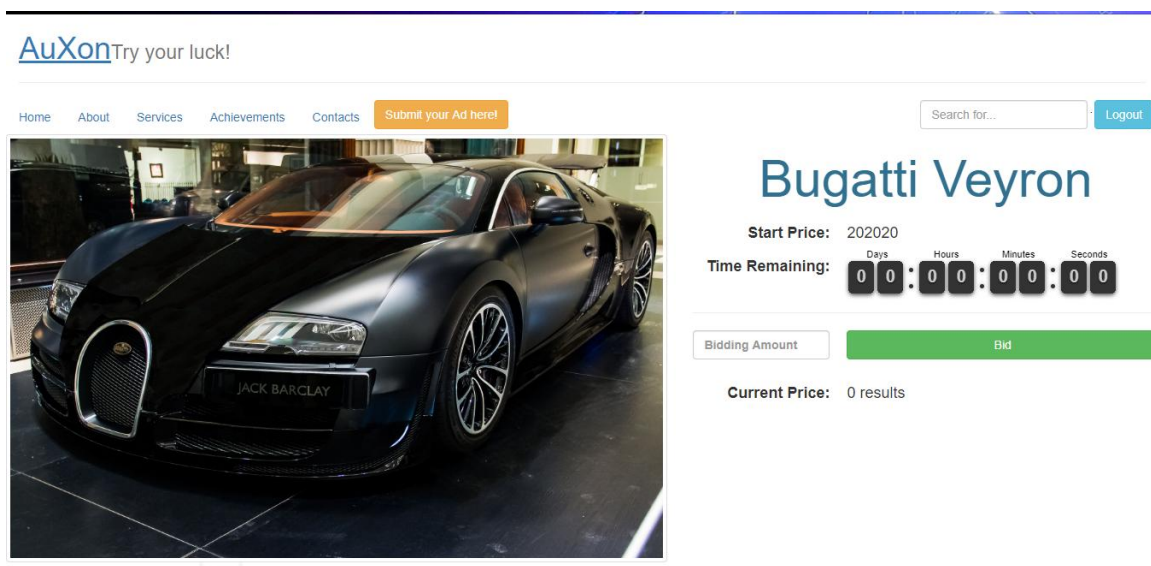 AuXonTry your luck!
Home About Services Achievements Contacts Submit your Ad here! Search for... Logout
Bugatti Veyron
Start Price: 202020
Days Hours Minutes Seconds
Time Remaining: 00:00:00:00
Bidding Amount Bid
JACK BARCLAY
Current Price: 0 results